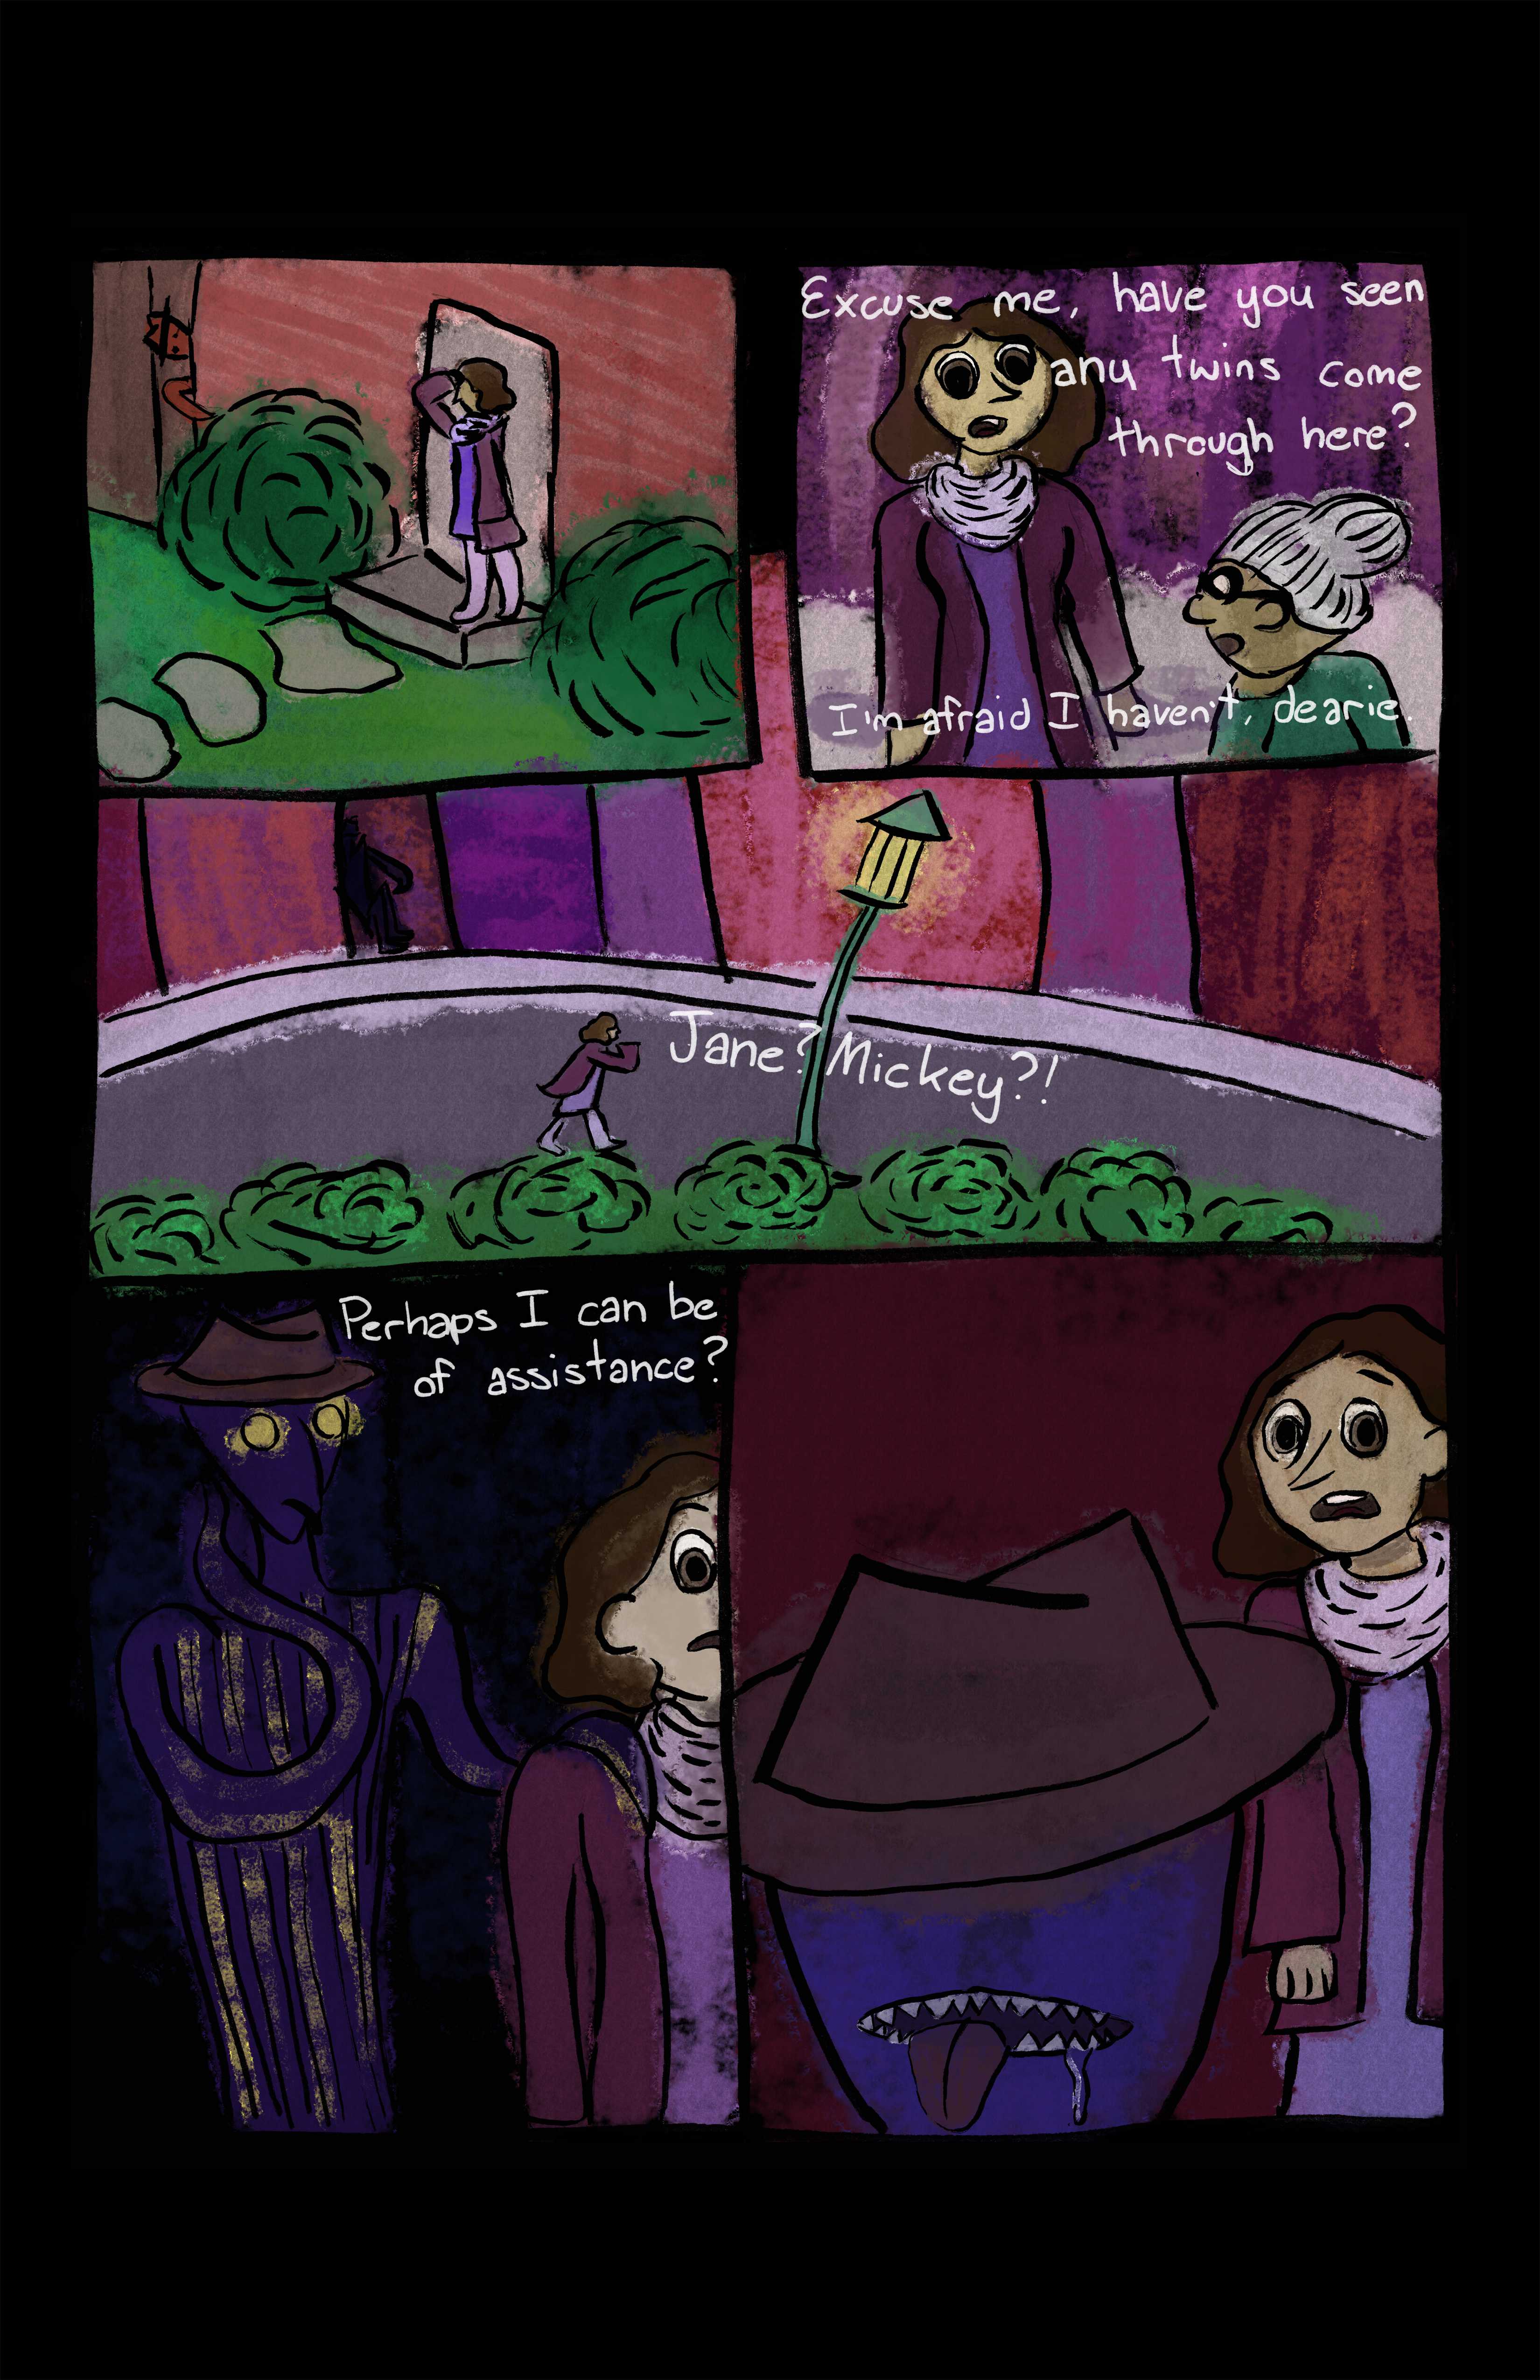 Excuse me, have you seen
any twins come
through here?
I'm afraid I haven't, dearie.
Jane? Mickey?!
Perhaps I can be
of assistance?